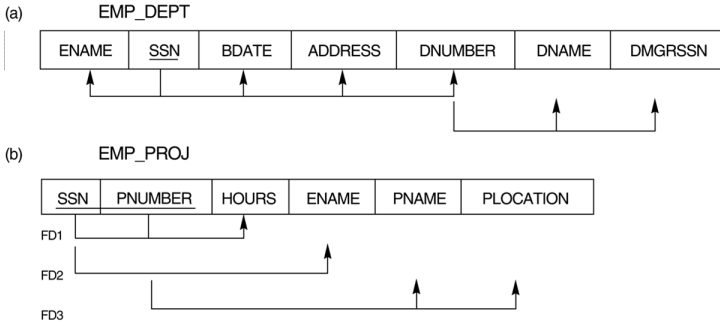 (a) EMP_DEPT
ENAME SSN BDATE ADDRESS DNUMBER DNAME DMGRSSN
(b) EMP_PROJ
SSN PNUMBER HOURS ENAME PNAME PLOCATION
FD1
FD2
FD3